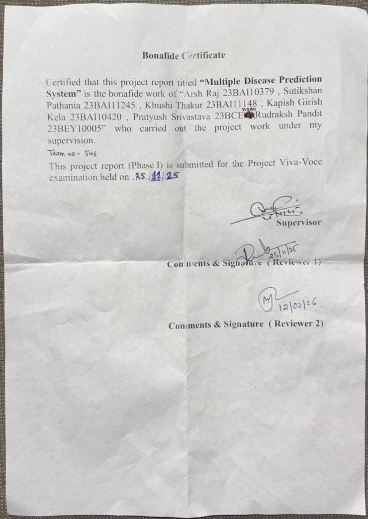 Bonafide Certificate
Certified that this project report titled “Multiple Disease Prediction
System” is the bonafide work of “Arsh Raj 23BAI10379 , Sutikshan
Pathania 23BAI11245 , Khushi Thakur 23BAI11148 , Kapish Girish
Kela 23BAI10420 , Pratyush Srivastava 23BCE Rudraksh Pandit
23BEY10005” who carried out the project work under my
supervision.
Team no - 546
This project report (Phase I) is submitted for the Project Viva-Voce
examination held on .25/11/25
Supervisor
25/11/25
Comments & Signature ( Reviewer 1)
12/02/26
Comments & Signature ( Reviewer 2)